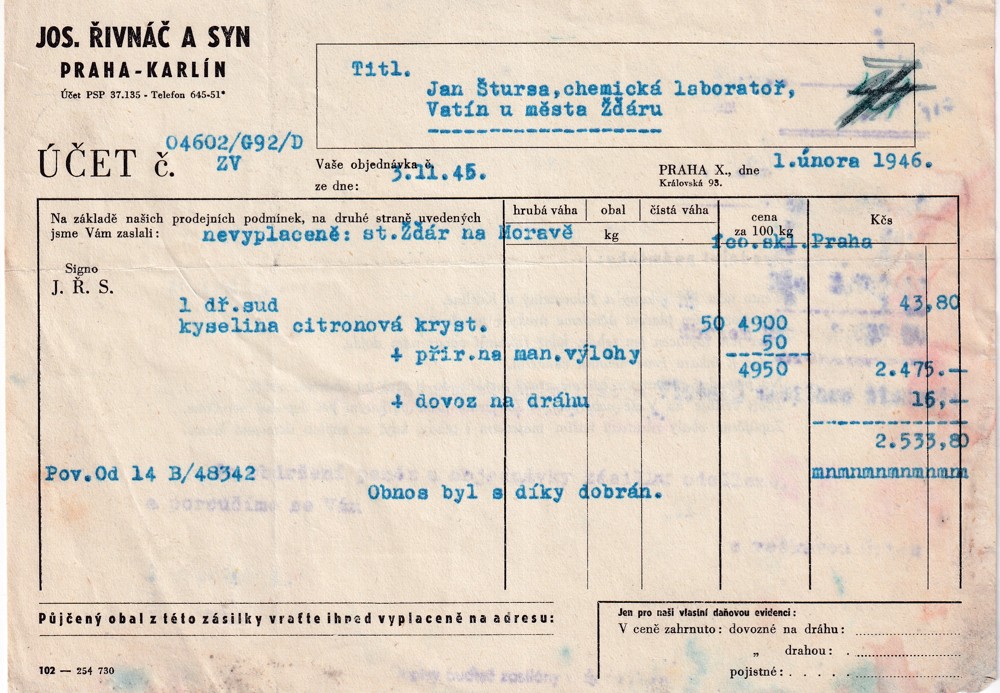 JOS. ŘIVNÁČ A SYN
PRAHA-KARLÍN
Účet PSP 37.135 - Telefon 645-51*
Titl.
Jan Štursa, chemická laboratoř,
Vatín u města Žďáru
ÚČET č. 04602/G92/D
ZV
Vaše objednávka č.
ze dne: 3.11.45.
PRAHA X., dne 1.února 1946.
Královská 93.
Na základě našich prodejních podmínek, na druhé straně uvedených
jsme Vám zaslali: nevyplaceně: st.Žďár na Moravě
hrubá váha obal čistá váha
kg
cena
za 100 kg
Kčs
fco.skl.Praha
Signo
J. Ř. S.
1 dř.sud 43,80
kyselina citronová kryst. 50 4900
+ přir.na man.výlohy 50
4950 2.475.—
+ dovoz na dráhu 15,—
2.533,80
Pov.Od 14 B/48342 mnmnmnmnmnmnm
Obnos byl s díky dobrán.
Půjčený obal z této zásilky vraťte ihned vyplaceně na adresu:
Jen pro naši vlastní daňovou evidenci:
V ceně zahrnuto: dovozné na dráhu:
„ drahou:
pojistné:
102 — 254 730